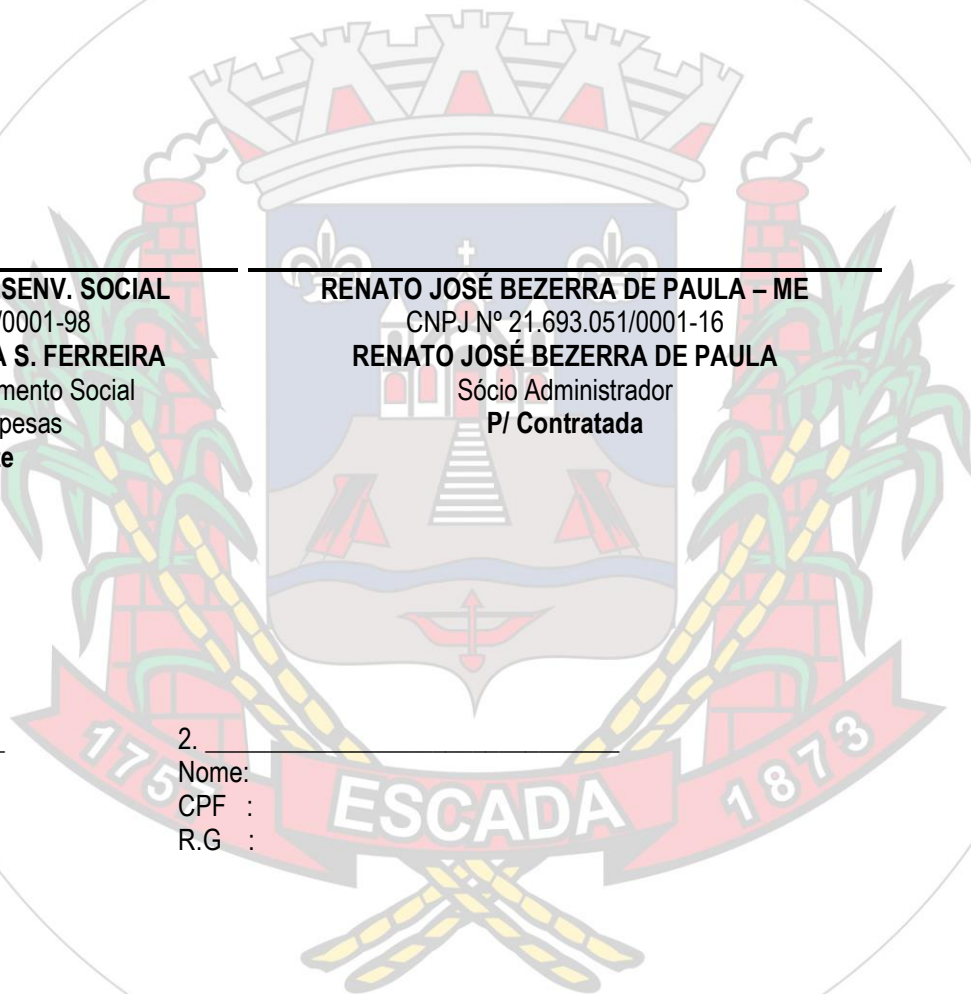 SENV. SOCIAL
/0001-98
A S. FERREIRA
mento Social
pesas
RENATO JOSÉ BEZERRA DE PAULA – ME
CNPJ Nº 21.693.051/0001-16
RENATO JOSÉ BEZERRA DE PAULA
Sócio Administrador
P/ Contratada
2. ________________________________
Nome:
CPF :
R.G :
ESCADA
1873